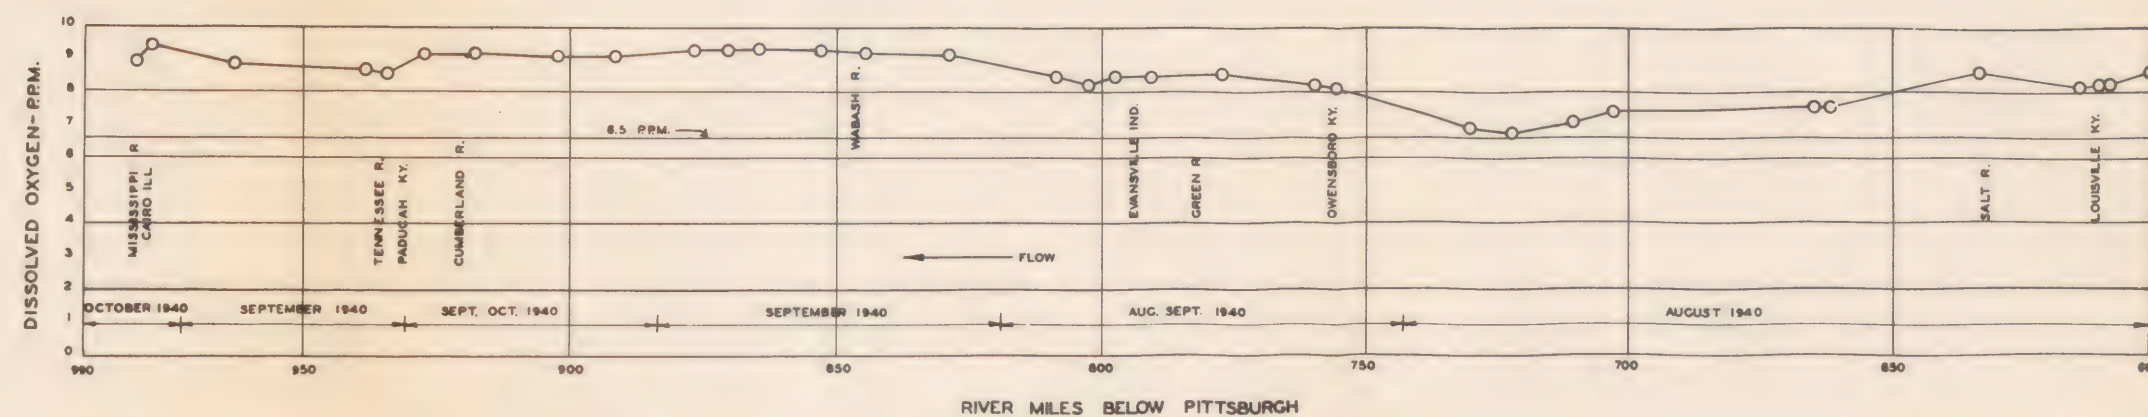 DISSOLVED OXYGEN-P.P.M.
10
9
8
7
6
5
4
3
2
1
0
MISSISSIPPI R
CAIRO ILL.
TENNESSEE R.
PADUCAH KY.
CUMBERLAND R.
6.5 P.P.M.
WABASH R.
EVANSVILLE IND.
GREEN R
OWENSBORO KY.
SALT R.
LOUISVILLE KY.
FLOW
OCTOBER 1940
SEPTEMBER 1940
SEPT. OCT. 1940
SEPTEMBER 1940
AUG. SEPT. 1940
AUGUST 1940
990
950
900
850
800
750
700
650
RIVER MILES BELOW PITTSBURGH